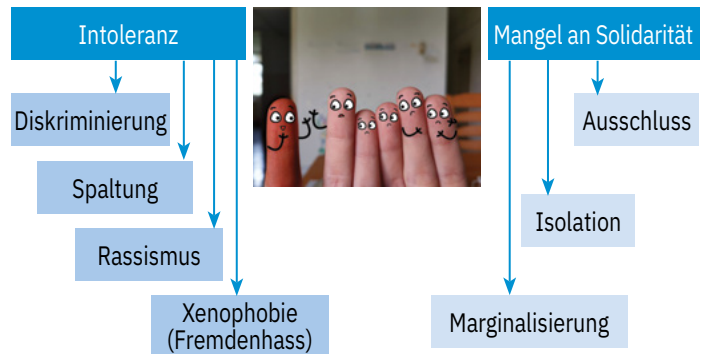 Intoleranz
Diskriminierung
Spaltung
Rassismus
Xenophobie
(Fremdenhass)
Mangel an Solidarität
Ausschluss
Isolation
Marginalisierung